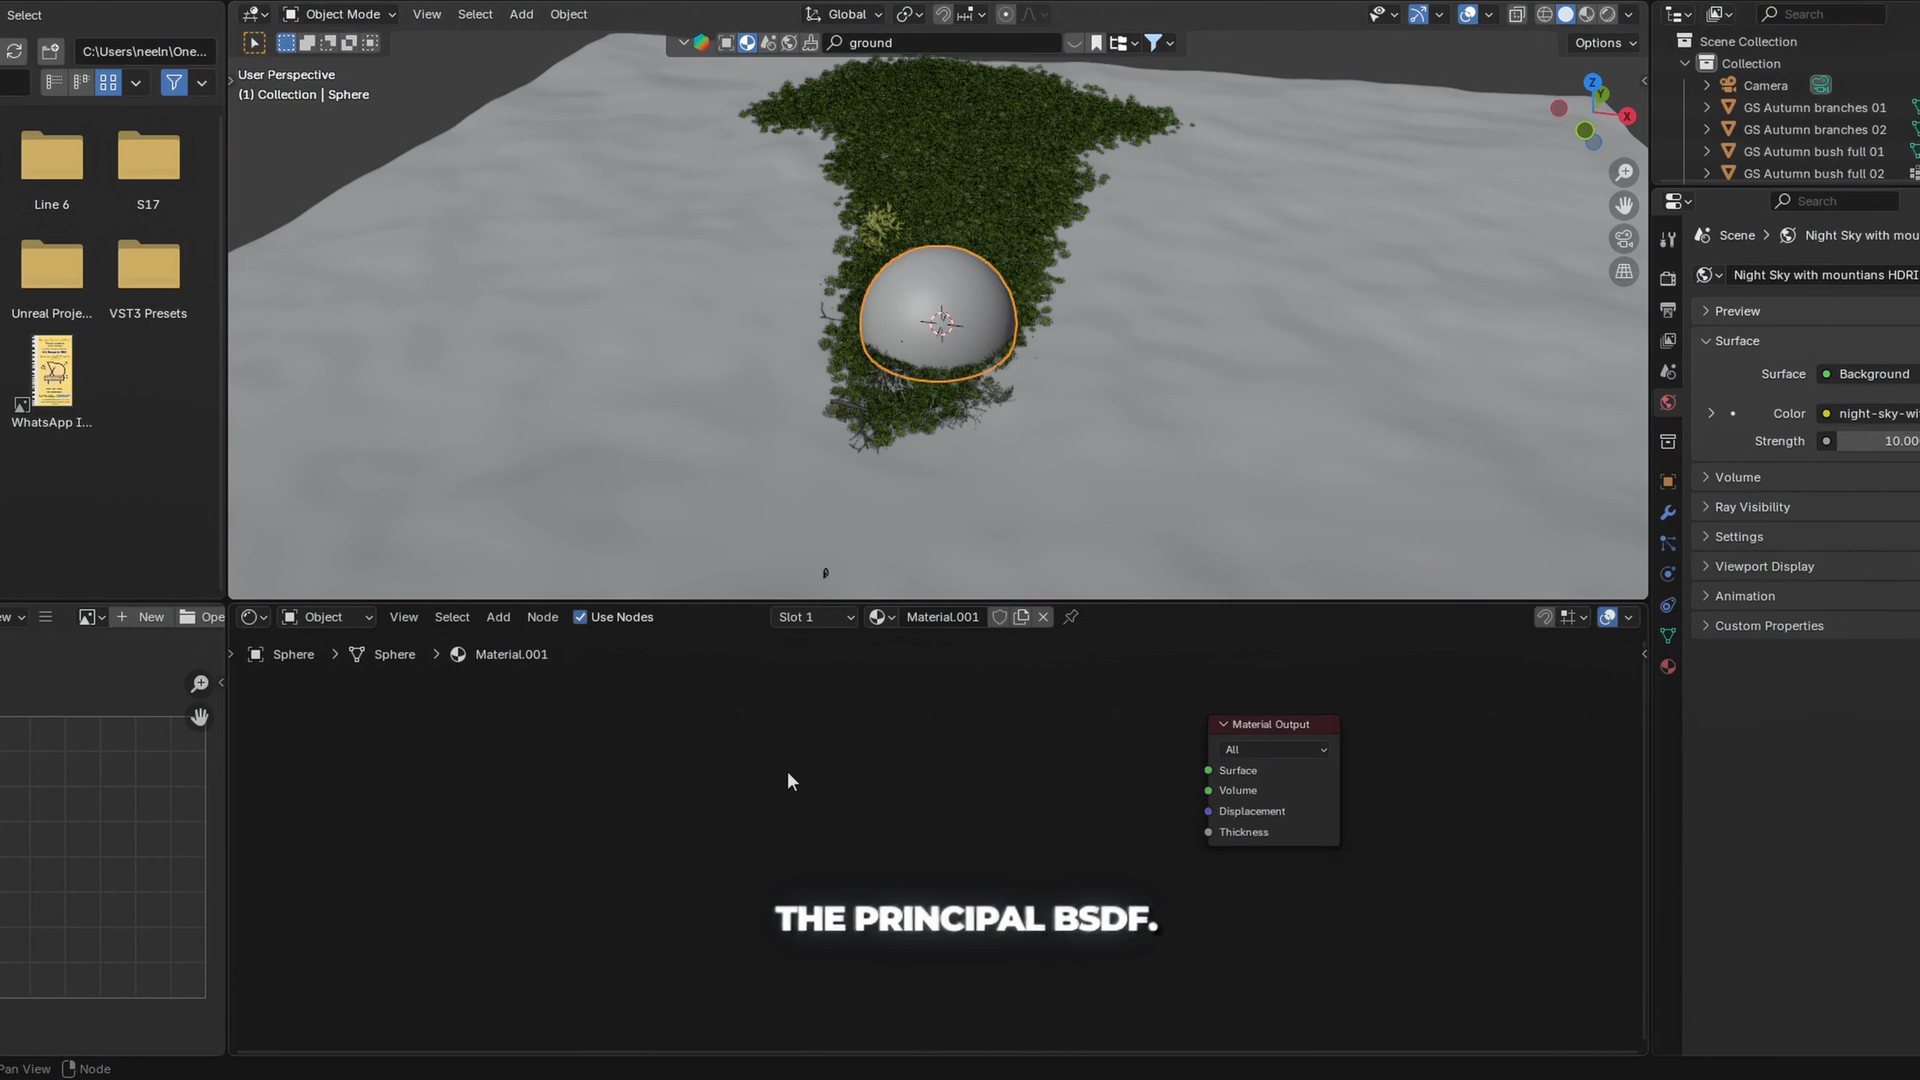 Select
Object Mode
View
Select
Add
Object
Global
C:\Users\neeln\One...
ground
Options
User Perspective
(1) Collection | Sphere
Line 6
S17
Unreal Proje...
VST3 Presets
WhatsApp I...
Z
Y
X
Search
Scene Collection
Collection
Camera
GS Autumn branches 01
GS Autumn branches 02
GS Autumn bush full 01
GS Autumn bush full 02
Search
Scene
Night Sky with mou
Night Sky with mountians HDRI
Preview
Surface
Surface
Background
Color
night-sky-wi
Strength
10.00
Volume
Ray Visibility
Settings
Viewport Display
Animation
Custom Properties
ew
New
Ope
Object
View
Select
Add
Node
Use Nodes
Slot 1
Material.001
Sphere
Sphere
Material.001
Material Output
All
Surface
Volume
Displacement
Thickness
THE PRINCIPAL BSDF.
Pan View
Node